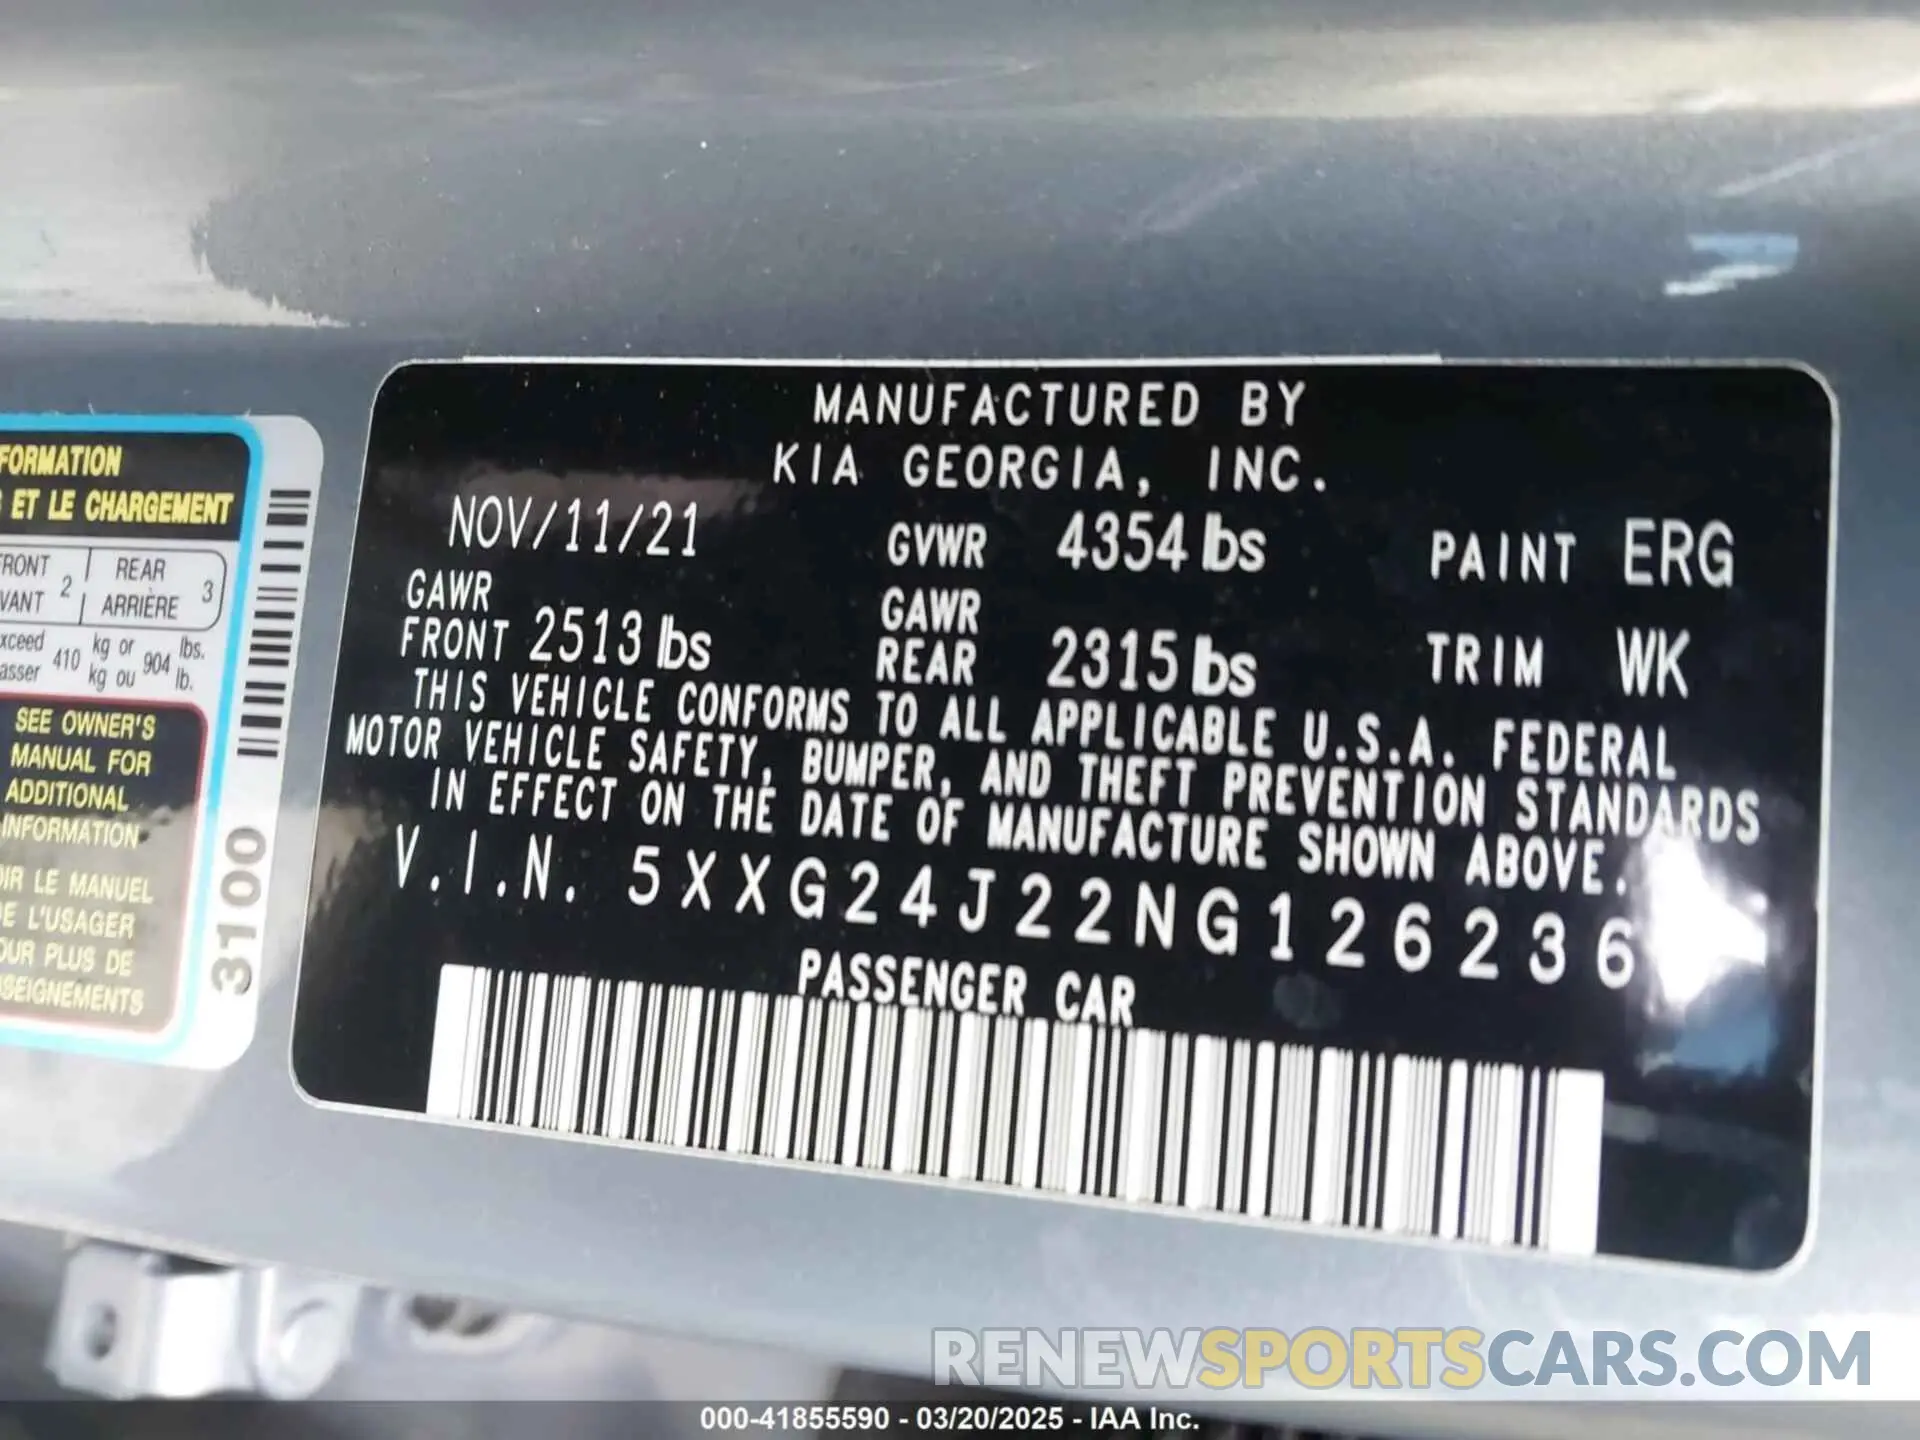 FORMATION
ET LE CHARGEMENT
FRONT 2 REAR 3
VANT ARRIÈRE
xceed 410 kg or 904 lbs.
asser kg ou lb.
SEE OWNER'S
MANUAL FOR
ADDITIONAL
INFORMATION
OIR LE MANUEL
DE L'USAGER
OUR PLUS DE
SEIGNEMENTS
3100
MANUFACTURED BY
KIA GEORGIA, INC.
NOV/11/21 GVWR 4354 lbs PAINT ERG
GAWR FRONT 2513 lbs GAWR REAR 2315 lbs TRIM WK
THIS VEHICLE CONFORMS TO ALL APPLICABLE U.S.A. FEDERAL
MOTOR VEHICLE SAFETY, BUMPER, AND THEFT PREVENTION STANDARDS
IN EFFECT ON THE DATE OF MANUFACTURE SHOWN ABOVE.
V.I.N. 5XXG24J22NG126236
PASSENGER CAR
RENEWSPORTSCARS.COM
000-41855590 - 03/20/2025 - IAA Inc.